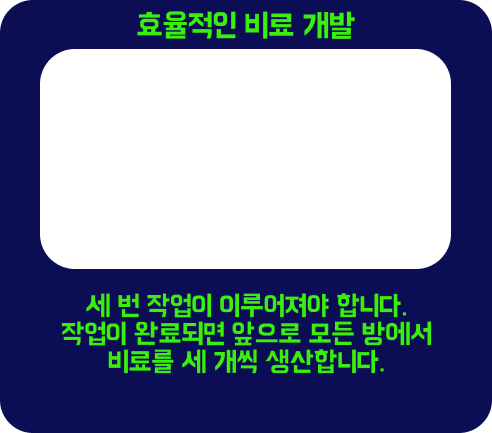 효율적인 비료 개발
세 번 작업이 이루어져야 합니다.
작업이 완료되면 앞으로 모든 방에서
비료를 세 개씩 생산합니다.